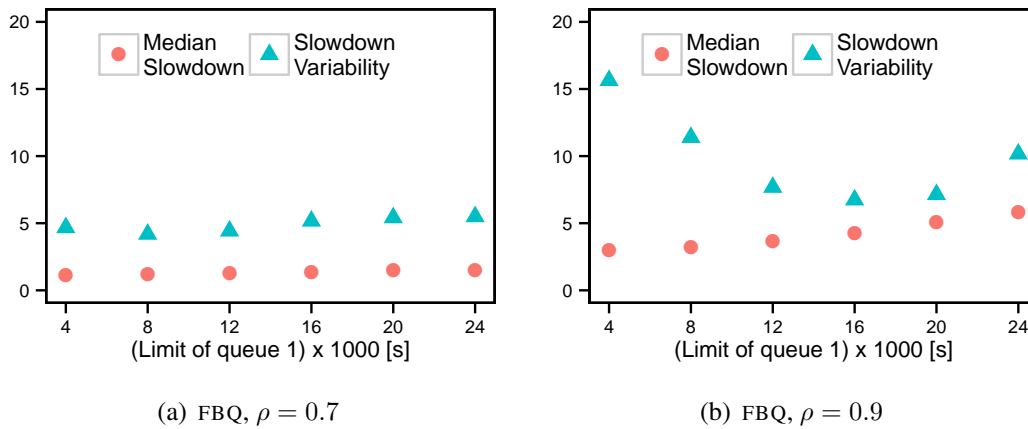 20
15
10
5
0
Median Slowdown
Slowdown Variability
4 8 12 16 20 24
(Limit of queue 1) x 1000 [s]
(a) FBQ, ρ = 0.7
20
15
10
5
0
Median Slowdown
Slowdown Variability
4 8 12 16 20 24
(Limit of queue 1) x 1000 [s]
(b) FBQ, ρ = 0.9